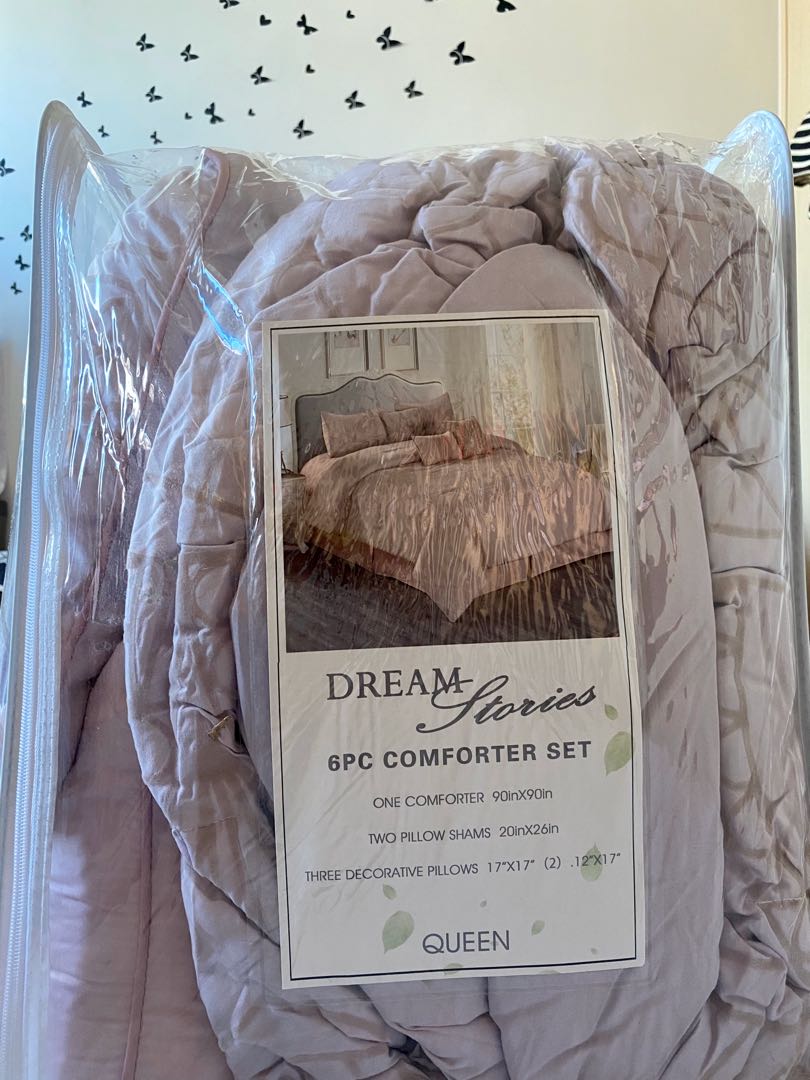 DREAM Stories
6PC COMFORTER SET
ONE COMFORTER 90inX90in
TWO PILLOW SHAMS 20inX26in
THREE DECORATIVE PILLOWS 17"X17" (2) .12"X17"
QUEEN